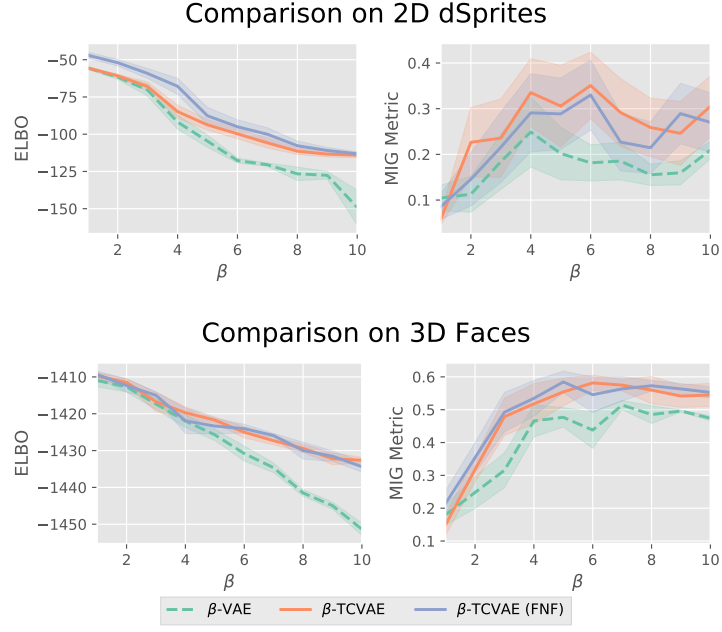 Comparison on 2D dSprites
ELBO
−50
−75
−100
−125
−150
2 4 6 8 10
β
MIG Metric
0.4
0.3
0.2
0.1
2 4 6 8 10
β
Comparison on 3D Faces
ELBO
−1410
−1420
−1430
−1440
−1450
2 4 6 8 10
β
MIG Metric
0.6
0.5
0.4
0.3
0.2
0.1
2 4 6 8 10
β
β-VAE β-TCVAE β-TCVAE (FNF)